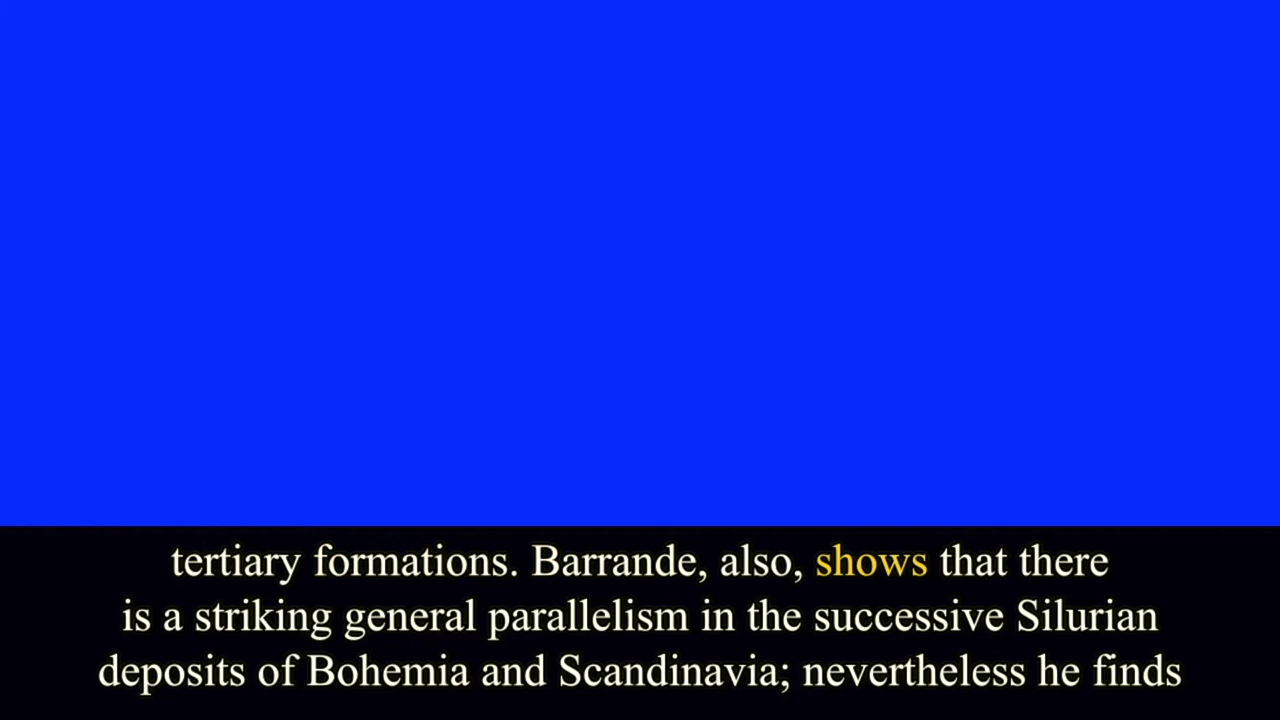 tertiary formations. Barrande, also, shows that there
is a striking general parallelism in the successive Silurian
deposits of Bohemia and Scandinavia; nevertheless he finds